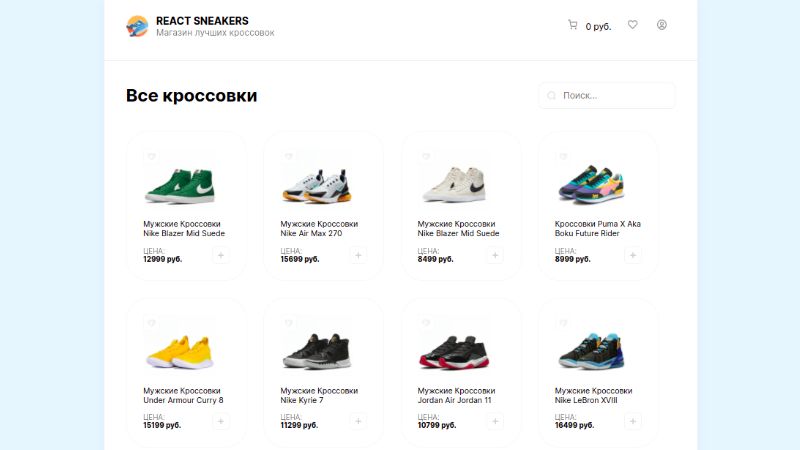 REACT SNEAKERS
Магазин лучших кроссовок
0 руб.
Все кроссовки
Поиск...
Мужские Кроссовки
Nike Blazer Mid Suede
ЦЕНА:
12999 руб.
Мужские Кроссовки
Nike Air Max 270
ЦЕНА:
15699 руб.
Мужские Кроссовки
Nike Blazer Mid Suede
ЦЕНА:
8499 руб.
Кроссовки Puma X Aka
Boku Future Rider
ЦЕНА:
8999 руб.
Мужские Кроссовки
Under Armour Curry 8
ЦЕНА:
15199 руб.
Мужские Кроссовки
Nike Kyrie 7
ЦЕНА:
11299 руб.
Мужские Кроссовки
Jordan Air Jordan 11
ЦЕНА:
10799 руб.
Мужские Кроссовки
Nike LeBron XVIII
ЦЕНА:
16499 руб.